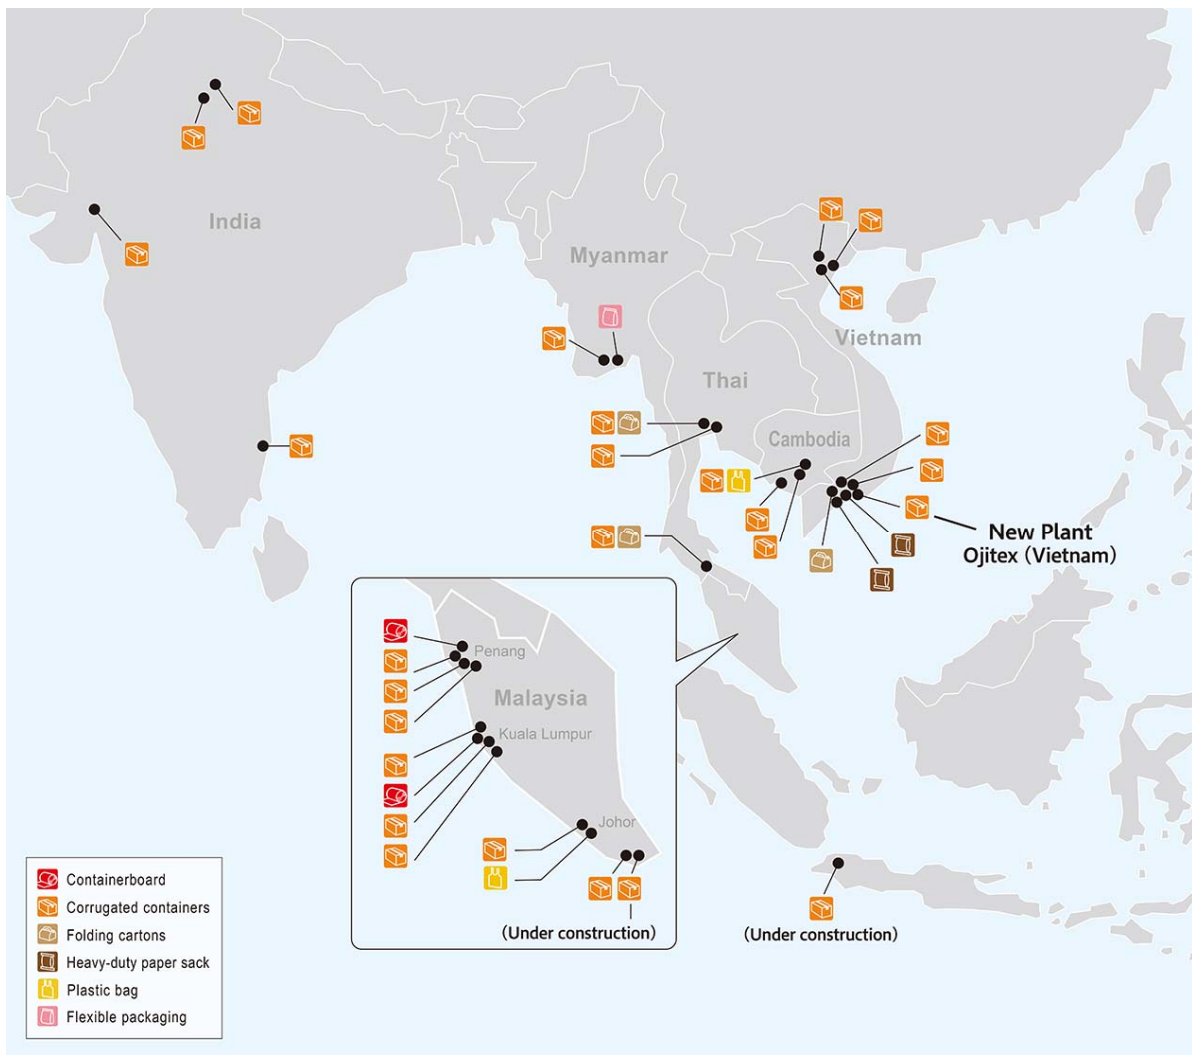 India
Myanmar
Vietnam
Thai
Cambodia
New Plant
Ojitex (Vietnam)
Penang
Malaysia
Kuala Lumpur
Johor
(Under construction)
(Under construction)
Containerboard
Corrugated containers
Folding cartons
Heavy-duty paper sack
Plastic bag
Flexible packaging